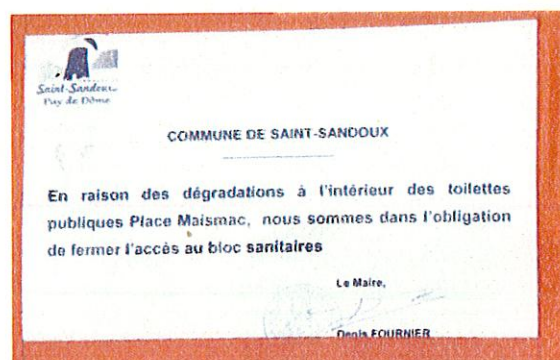 Saint-Sandoux
Puy de Dôme
COMMUNE DE SAINT-SANDOUX
En raison des dégradations à l'intérieur des toilettes
publiques Place Maismac, nous sommes dans l'obligation
de fermer l'accès au bloc sanitaires
Le Maire,
Denis FOURNIER